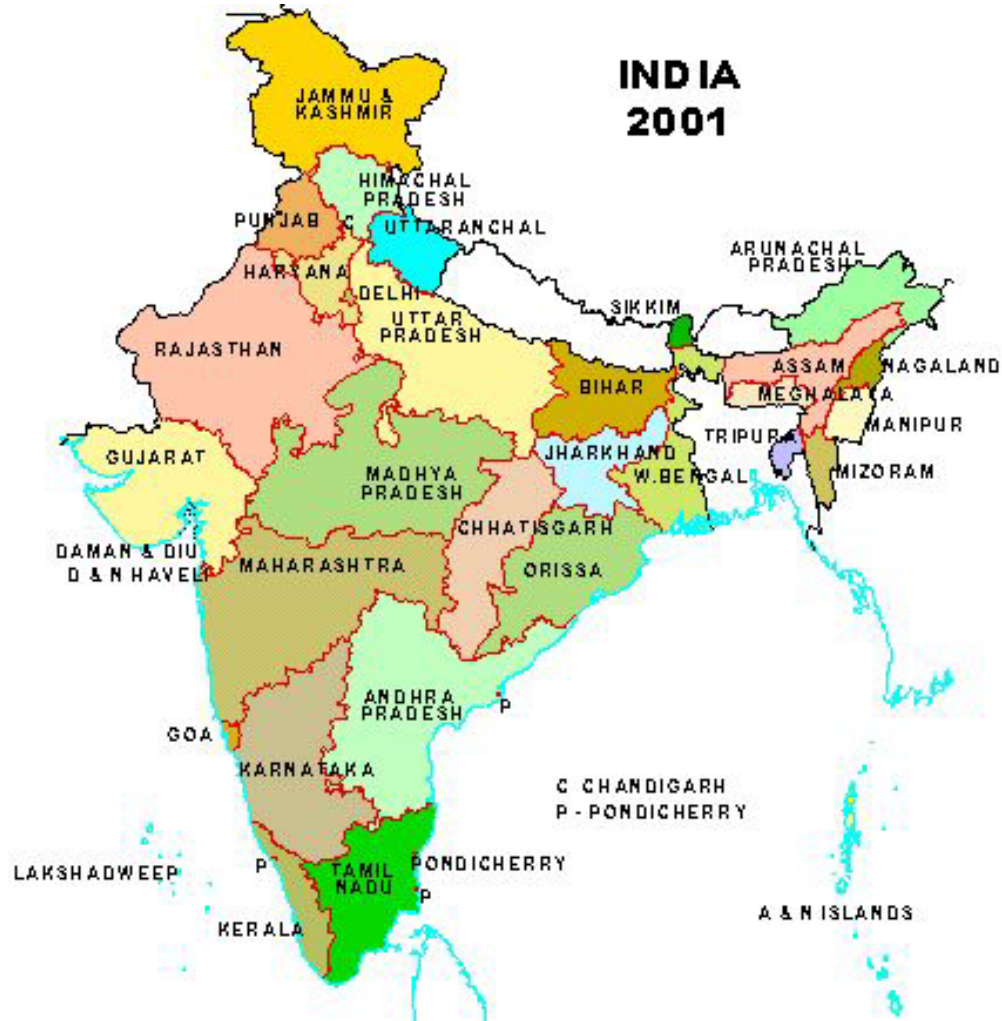 INDIA
2001
JAMMU &
KASHMIR
HIMACHAL
PRADESH
PUNJAB
C
UTTARANCHAL
ARUNACHAL
PRADESH
HARYANA
DELHI
SIKKIM
UTTAR
PRADESH
RAJASTHAN
ASSAM
NAGALAND
BIHAR
MEGHALAYA
MANIPUR
TRIPURA
GUJARAT
JHARKHAND
MADHYA
PRADESH
W.BENGAL
MIZORAM
CHHATISGARH
DAMAN & DIU
D & N HAVELI
MAHARASHTRA
ORISSA
ANDHRA
PRADESH
P
GOA
KARNATAKA
C CHANDIGARH
P - PONDICHERRY
LAKSHADWEEP
P
TAMIL
NADU
PONDICHERRY
P
KERALA
A & N ISLANDS